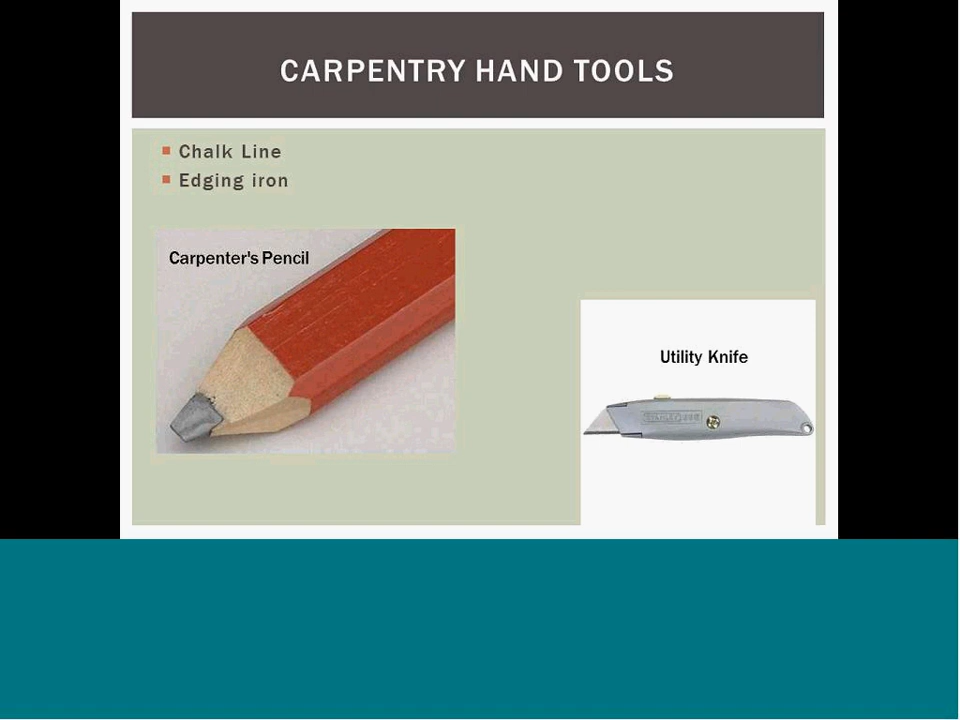 CARPENTRY HAND TOOLS
Chalk Line
Edging iron
Carpenter's Pencil
Utility Knife